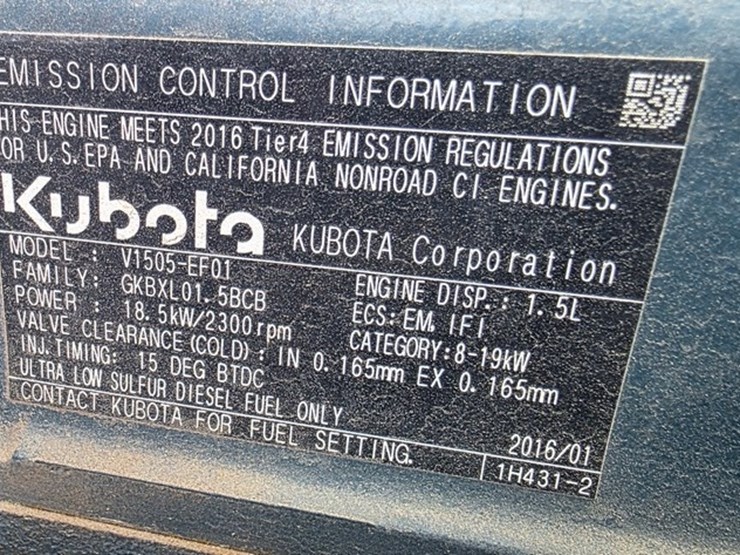 EMISSION CONTROL INFORMATION
HIS ENGINE MEETS 2016 Tier4 EMISSION REGULATIONS
OR U.S.EPA AND CALIFORNIA NONROAD CI ENGINES.
Kubota KUBOTA Corporation
MODEL : V1505-EF01 ENGINE DISP.: 1.5L
FAMILY: GKBXL01.5BCB ECS: EM, IFI
POWER : 18.5kW/2300rpm CATEGORY:8-19kW
VALVE CLEARANCE(COLD): IN 0.165mm EX 0.165mm
INJ.TIMING: 15 DEG BTDC
ULTRA LOW SULFUR DIESEL FUEL ONLY 2016/01
CONTACT KUBOTA FOR FUEL SETTING. 1H431-2